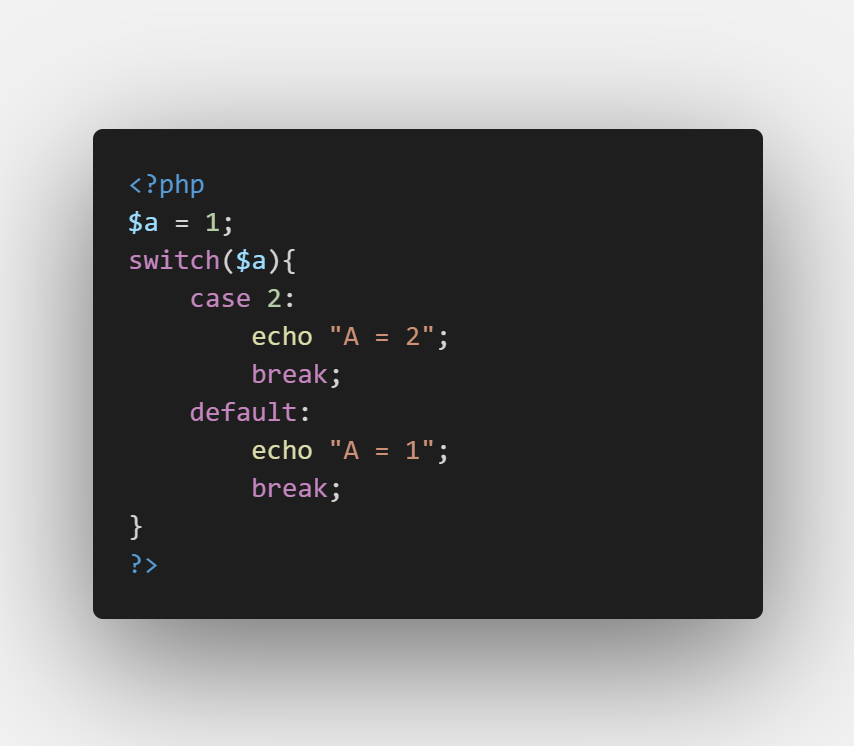 <?php
$a = 1;
switch($a){
    case 2:
        echo "A = 2";
        break;
    default:
        echo "A = 1";
        break;
}
?>